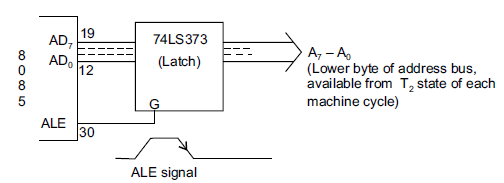 19
AD7
AD0
12
8
0
8
5
ALE
30
74LS373
(Latch)
G
A7 – A0
(Lower byte of address bus,
available from T2 state of each
machine cycle)
ALE signal